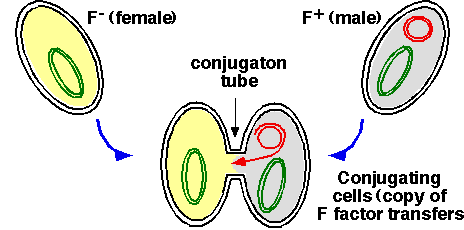 F- (female)
F+ (male)
conjugaton
tube
Conjugating
cells (copy of
F factor transfers